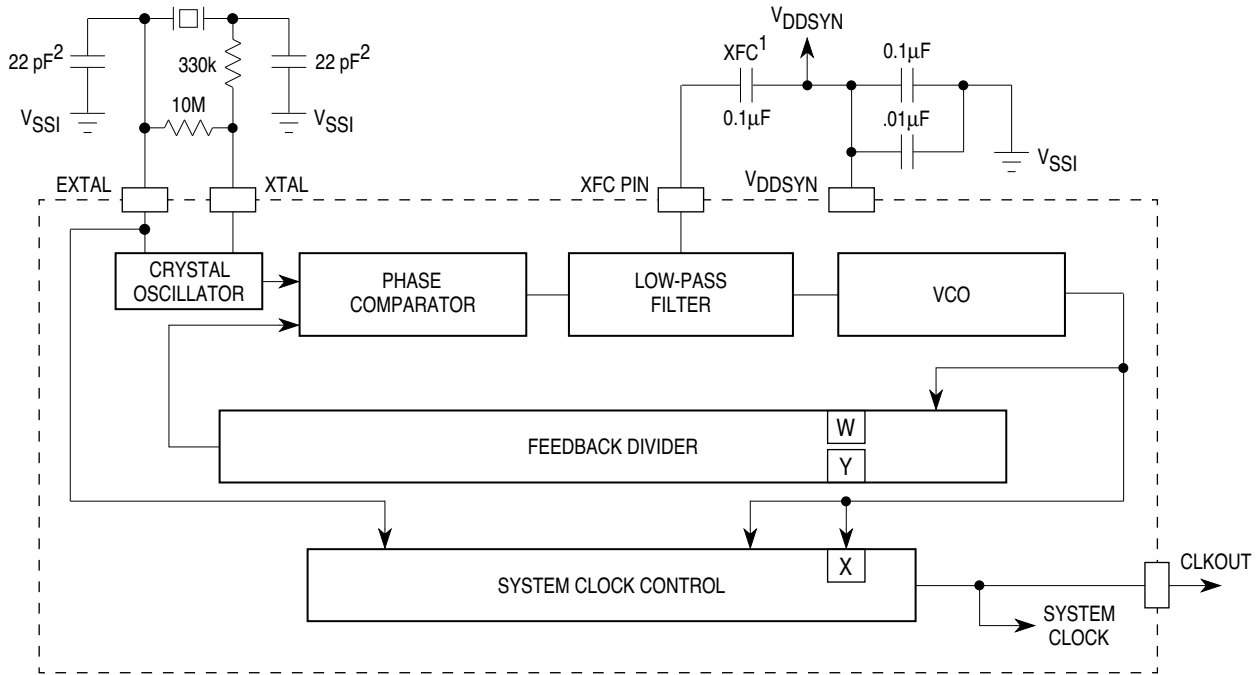 22 pF2
330k
22 pF2
10M
VSSI
VSSI
EXTAL
XTAL
VDDSYN
XFC1
0.1µF
0.1µF
.01µF
VSSI
XFC PIN
VDDSYN
CRYSTAL
OSCILLATOR
PHASE
COMPARATOR
LOW-PASS
FILTER
VCO
FEEDBACK DIVIDER
W
Y
SYSTEM CLOCK CONTROL
X
CLKOUT
SYSTEM
CLOCK